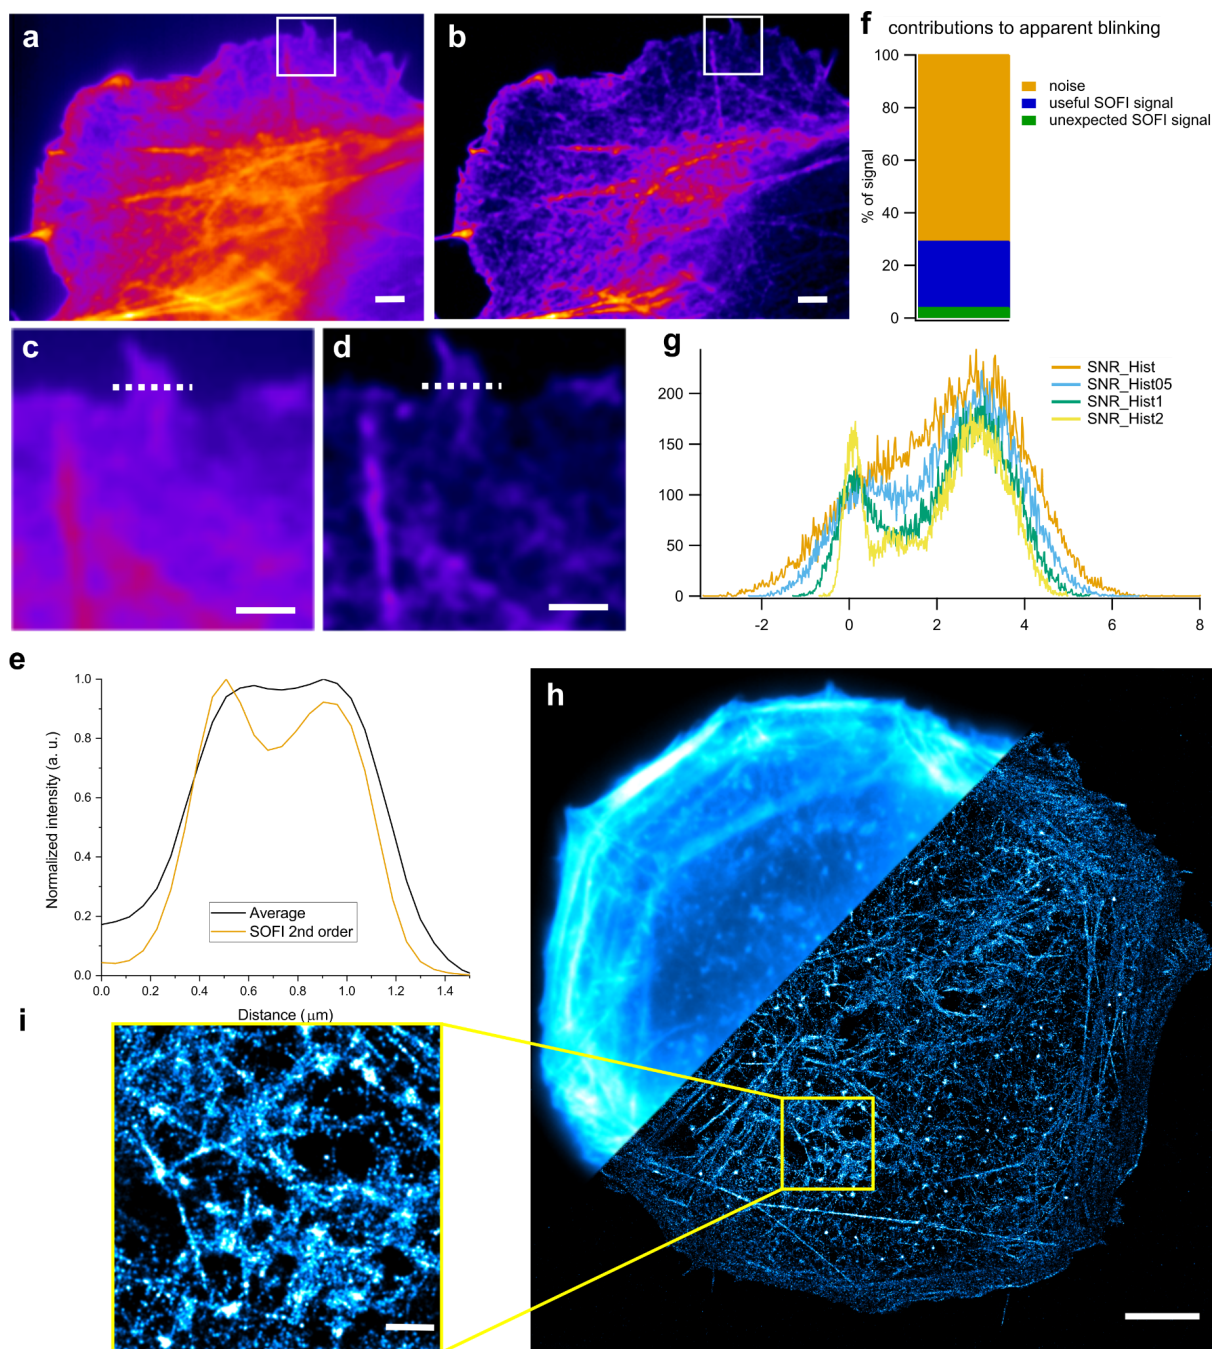 a
b
f contributions to apparent blinking
100
80
60
40
20
0
% of signal
noise
useful SOFI signal
unexpected SOFI signal
c
d
g
200
150
100
50
0
-2 0 2 4 6 8
SNR_Hist
SNR_Hist05
SNR_Hist1
SNR_Hist2
e
1.0
0.8
0.6
0.4
0.2
0.0
Normalized intensity (a. u.)
Average
SOFI 2nd order
0.0 0.2 0.4 0.6 0.8 1.0 1.2 1.4
Distance (μm)
h
i